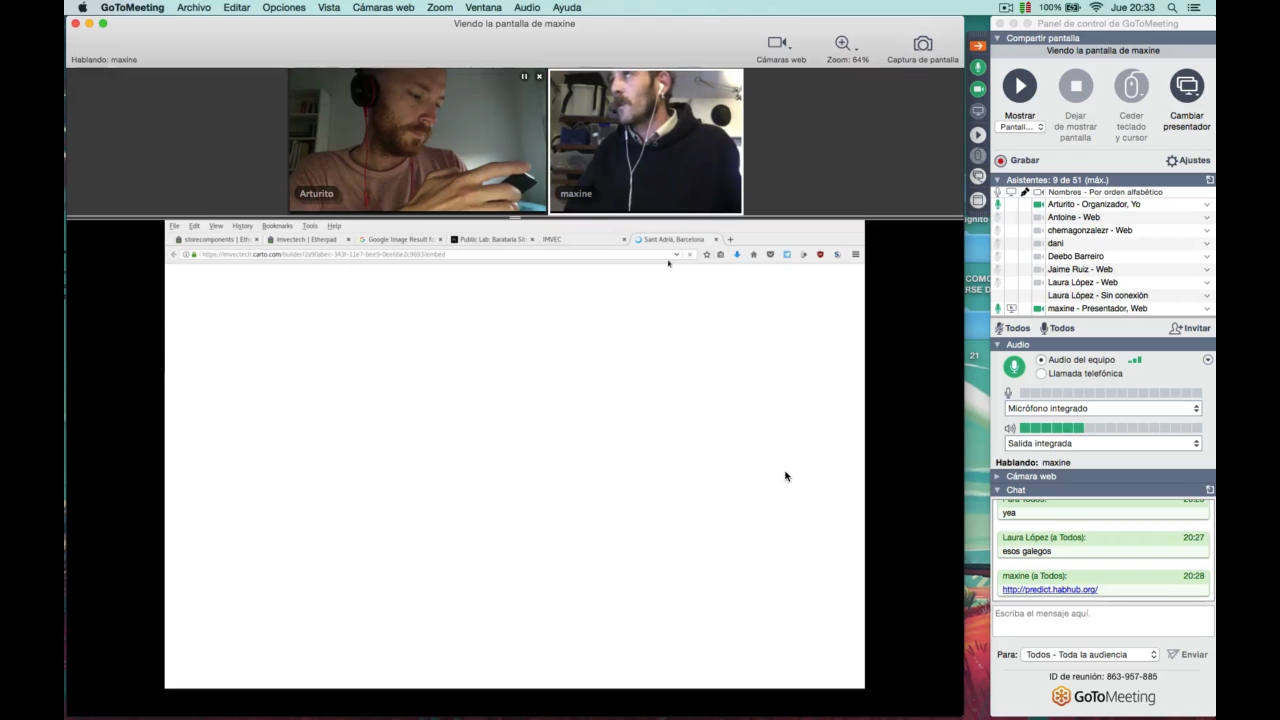 GoToMeeting Archivo Editar Opciones Vista Cámaras web Zoom Ventana Audio Ayuda 100% Jue 20:33
Viendo la pantalla de maxine
Hablando: maxine
Cámaras web
Zoom: 64%
Captura de pantalla
Arturito
maxine
File Edit View History Bookmarks Tools Help
storecomponents | Eth
imvectech | Etherpad
Google Image Result fo
Public Lab: Barataria Sit
IMVEC
Sant Adrià, Barcelona
COMO
RSE D
21
Panel de control de GoToMeeting
Compartir pantalla
Viendo la pantalla de maxine
Mostrar
Pantall...
Dejar
de mostrar
pantalla
Ceder
teclado
y cursor
Cambiar
presentador
Grabar
Ajustes
Asistentes: 9 de 51 (máx.)
Nombres - Por orden alfabético
Arturito - Organizador, Yo
Antoine - Web
chemagonzalezr - Web
dani
Deebo Barreiro
Jaime Ruiz - Web
Laura López - Web
Laura López - Sin conexión
maxine - Presentador, Web
Todos
Todos
Invitar
Audio
Audio del equipo
Llamada telefónica
Micrófono integrado
Salida integrada
Hablando: maxine
Cámara web
Chat
yea
Laura López (a Todos): 20:27
esos galegos
maxine (a Todos): 20:28
http://predict.habhub.org/
Escriba el mensaje aquí.
Para: Todos - Toda la audiencia
Enviar
ID de reunión: 863-957-885
GoToMeeting